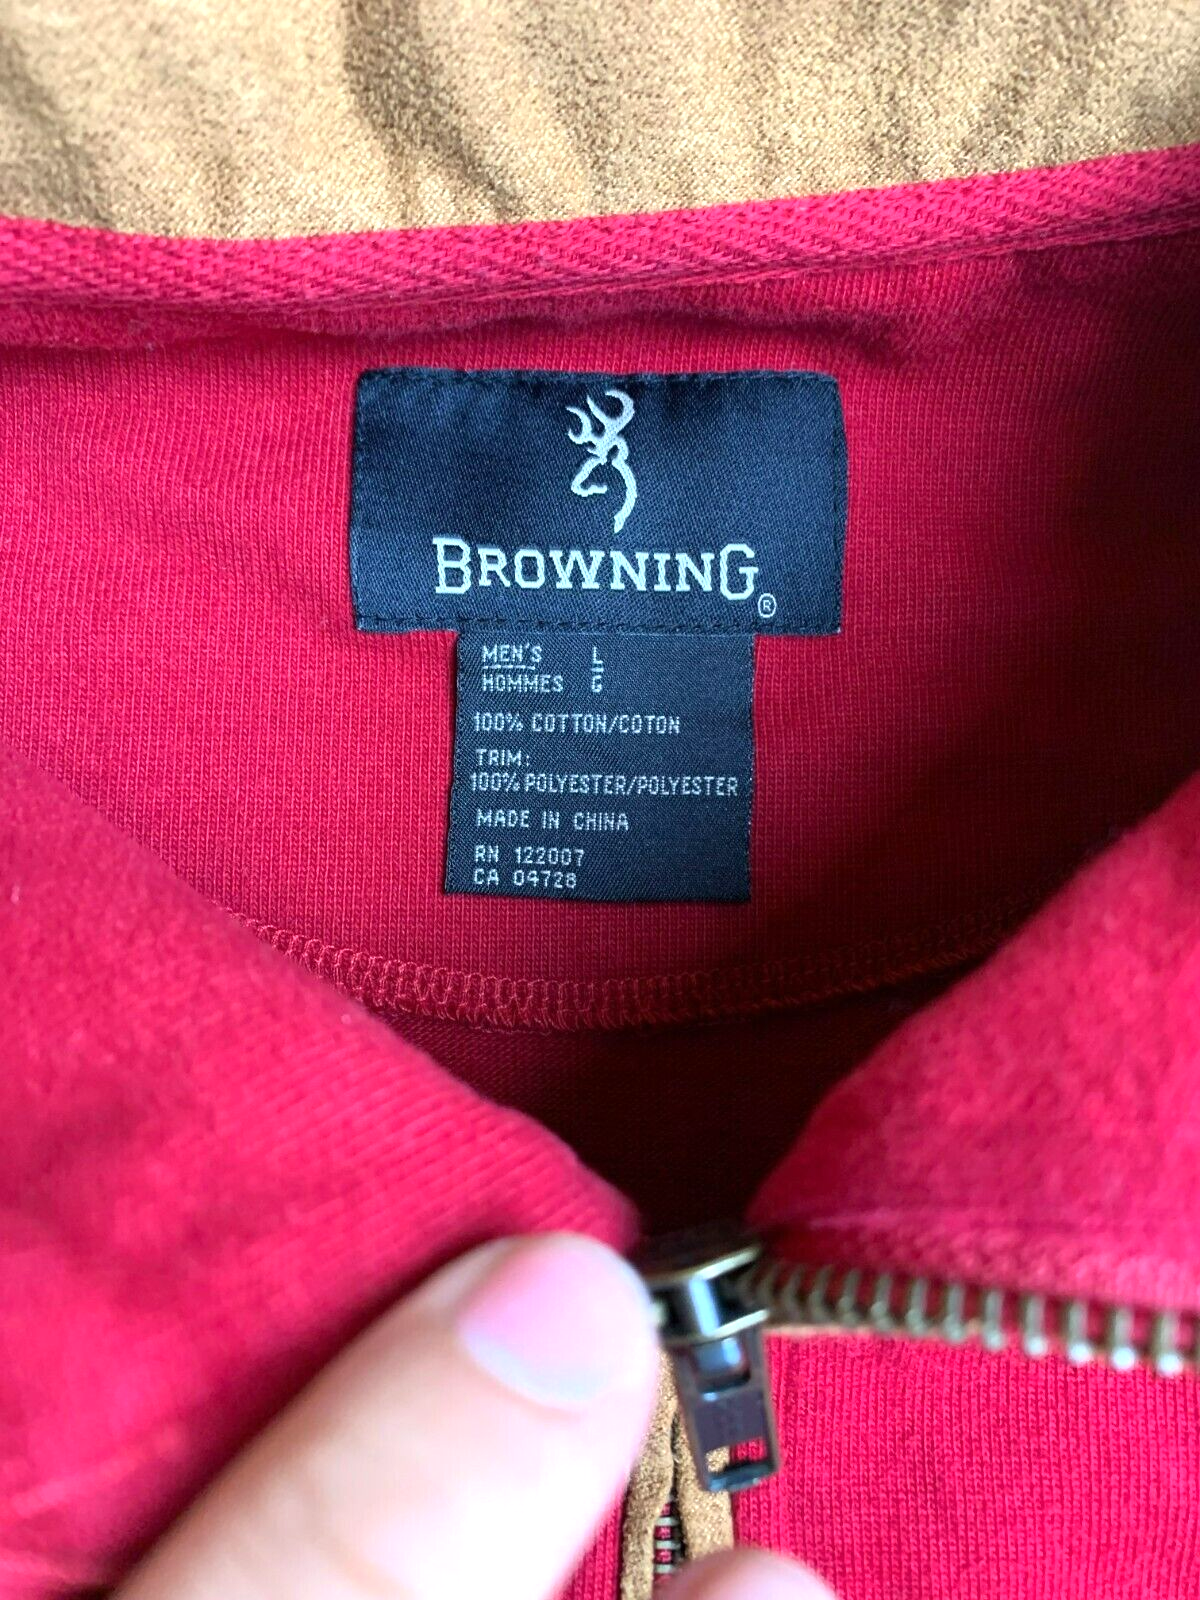 BROWNING ®
MEN'S L
HOMMES G
100% COTTON/COTON
TRIM:
100% POLYESTER/POLYESTER
MADE IN CHINA
RN 122007
CA 04728